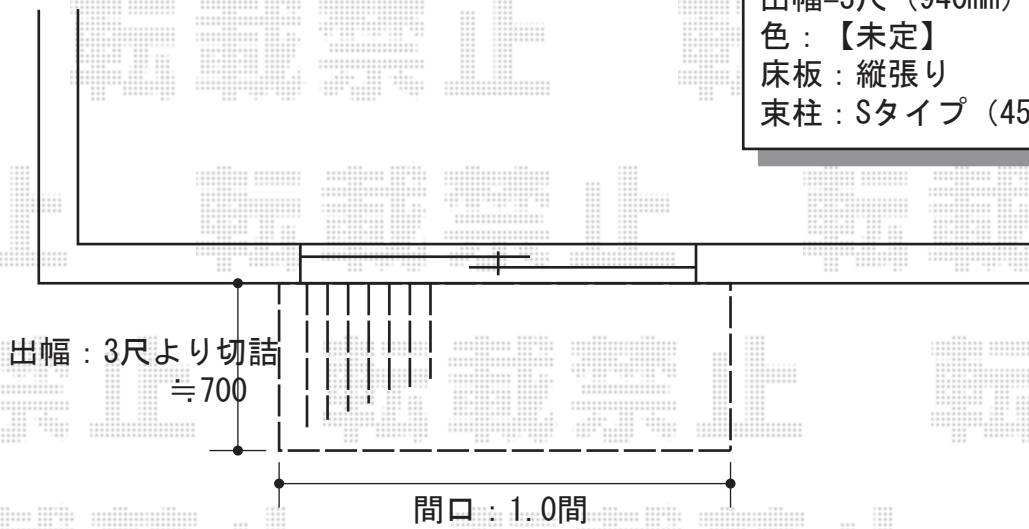 出幅=3尺（940mm）
色：【未定】
床板：縦張り
束柱：Sタイプ（45
出幅：3尺より切詰
≒700
間口：1.0間
転載禁止